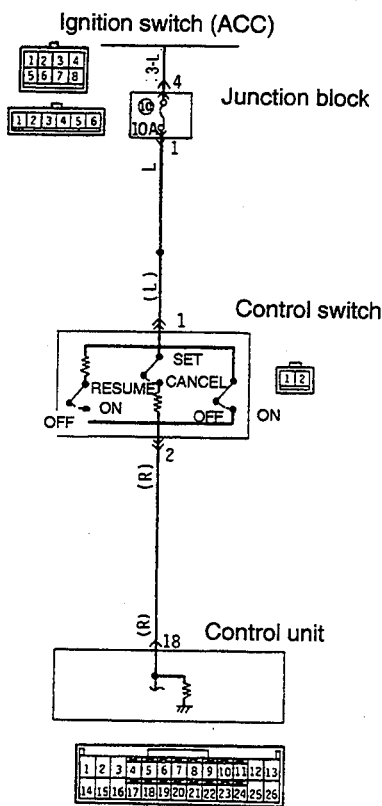 Ignition switch (ACC)
1 2 3 4
5 6 7 8
1 2 3 4 5 6
3-L
4
Junction block
10
10A
1
L
(L)
1
Control switch
SET
RESUME
CANCEL
1 2
ON
OFF
OFF
ON
2
(R)
(R)
18
Control unit
1 2 3 4 5 6 7 8 9 10 11 12 13
14 15 16 17 18 19 20 21 22 23 24 25 26